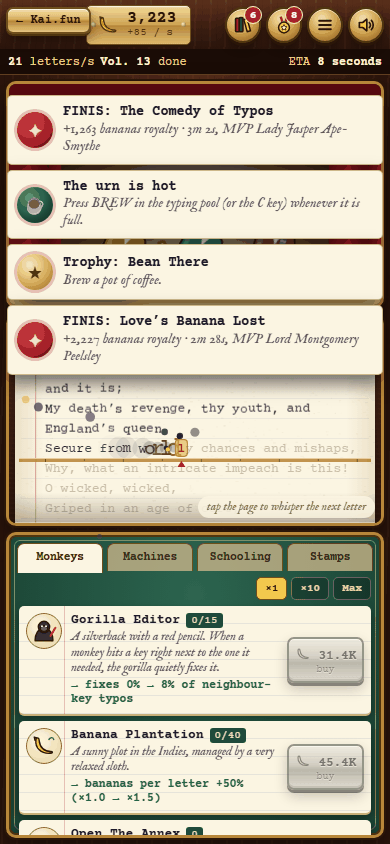 ← Kai.fun
3,223
+85 / s
6
8
21 letters/s Vol. 13 done
ETA 8 seconds
FINIS: The Comedy of Typos
+1,263 bananas royalty · 3m 2s, MVP Lady Jasper Ape-
Smythe
The urn is hot
Press BREW in the typing pool (or the C key) whenever it is
full.
Trophy: Bean There
Brew a pot of coffee.
FINIS: Love's Banana Lost
+2,227 bananas royalty · 2m 28s, MVP Lord Montgomery
Peelsley
and it is;
My death's revenge, thy youth, and
England's queen.
Secure from worldly chances and mishaps,
Why, what an intricate impeach is this!
O wicked, wicked,
Griped in an age of
tap the page to whisper the next letter
Monkeys
Machines
Schooling
Stamps
×1
×10
Max
Gorilla Editor 0/15
A silverback with a red pencil. When a
monkey hits a key right next to the one it
needed, the gorilla quietly fixes it.
→ fixes 0% → 8% of neighbour-
key typos
31.4K
buy
Banana Plantation 0/40
A sunny plot in the Indies, managed by a very
relaxed sloth.
→ bananas per letter +50%
(×1.0 → ×1.5)
45.4K
buy
Open The Annex 0